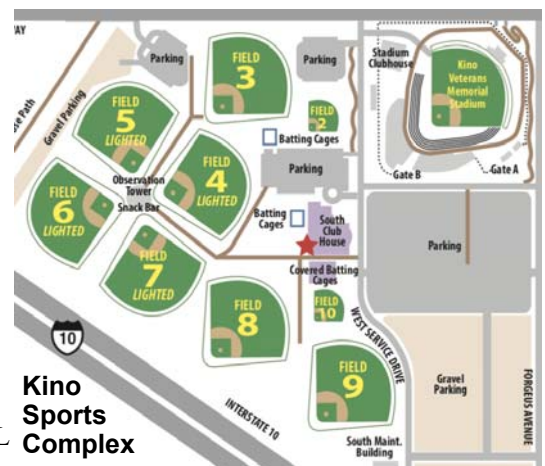 WAY
Parking
FIELD
3
Parking
Stadium
Clubhouse
Kino
Veterans
Memorial
Stadium
Gravel Parking
FIELD
5
LIGHTED
FIELD
2
Batting Cages
se Path
FIELD
4
LIGHTED
Parking
Gate B
Gate A
Observation
Tower
Snack Bar
FIELD
6
LIGHTED
Batting
Cages
South
Club
House
Parking
FIELD
7
LIGHTED
Covered Batting
Cages
FIELD
8
FIELD
10
WEST SERVICE DRIVE
10
FIELD
9
Gravel
Parking
FORGEUS AVENUE
INTERSTATE 10
L
Kino
Sports
Complex
South Maint.
Building